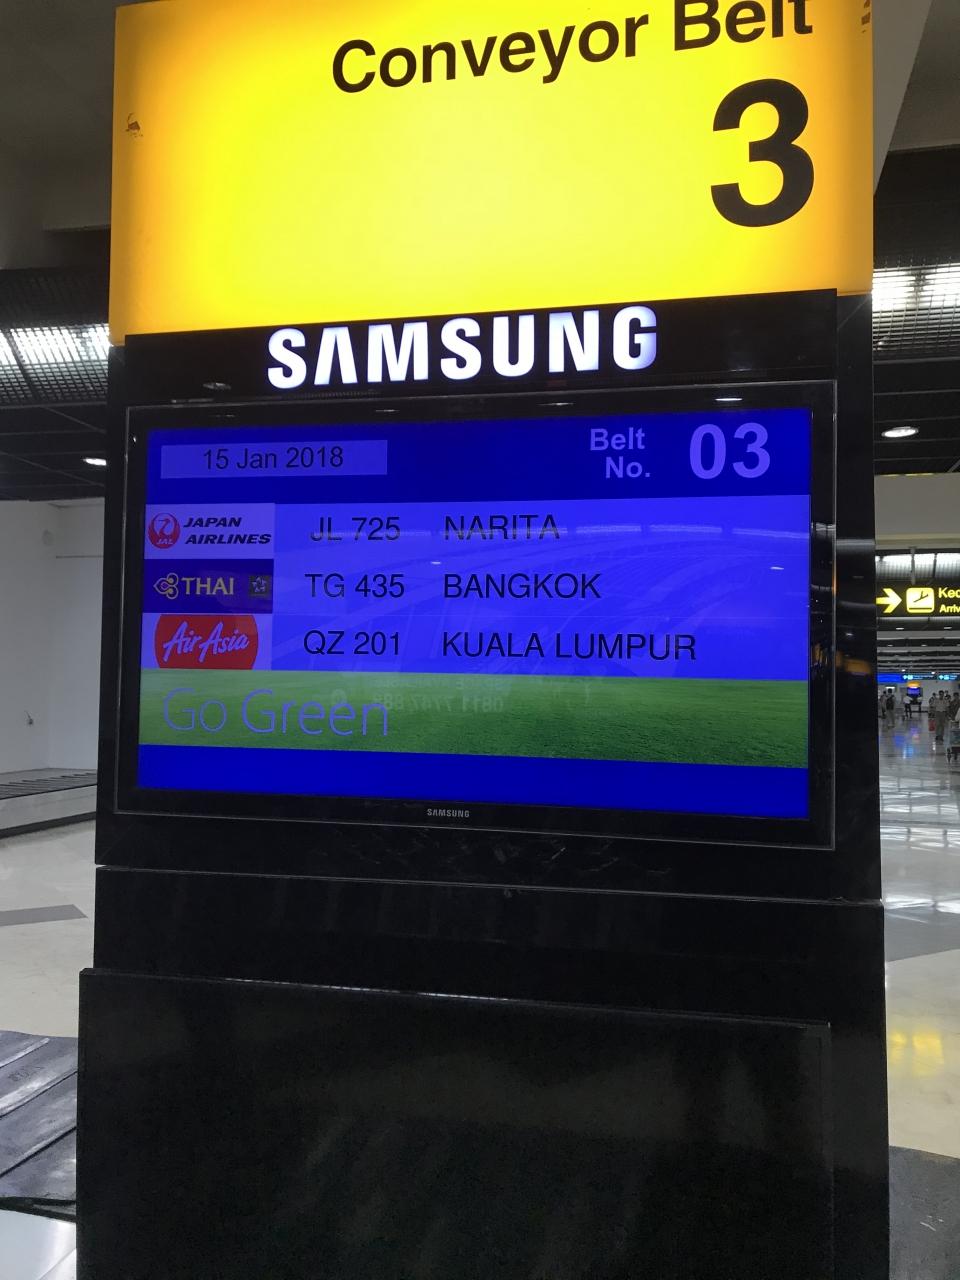 Conveyor Belt
3
SAMSUNG
15 Jan 2018
Belt No. 03
JAPAN AIRLINES JL 725 NARITA
THAI TG 435 BANGKOK
AirAsia QZ 201 KUALA LUMPUR
Go Green
SAMSUNG